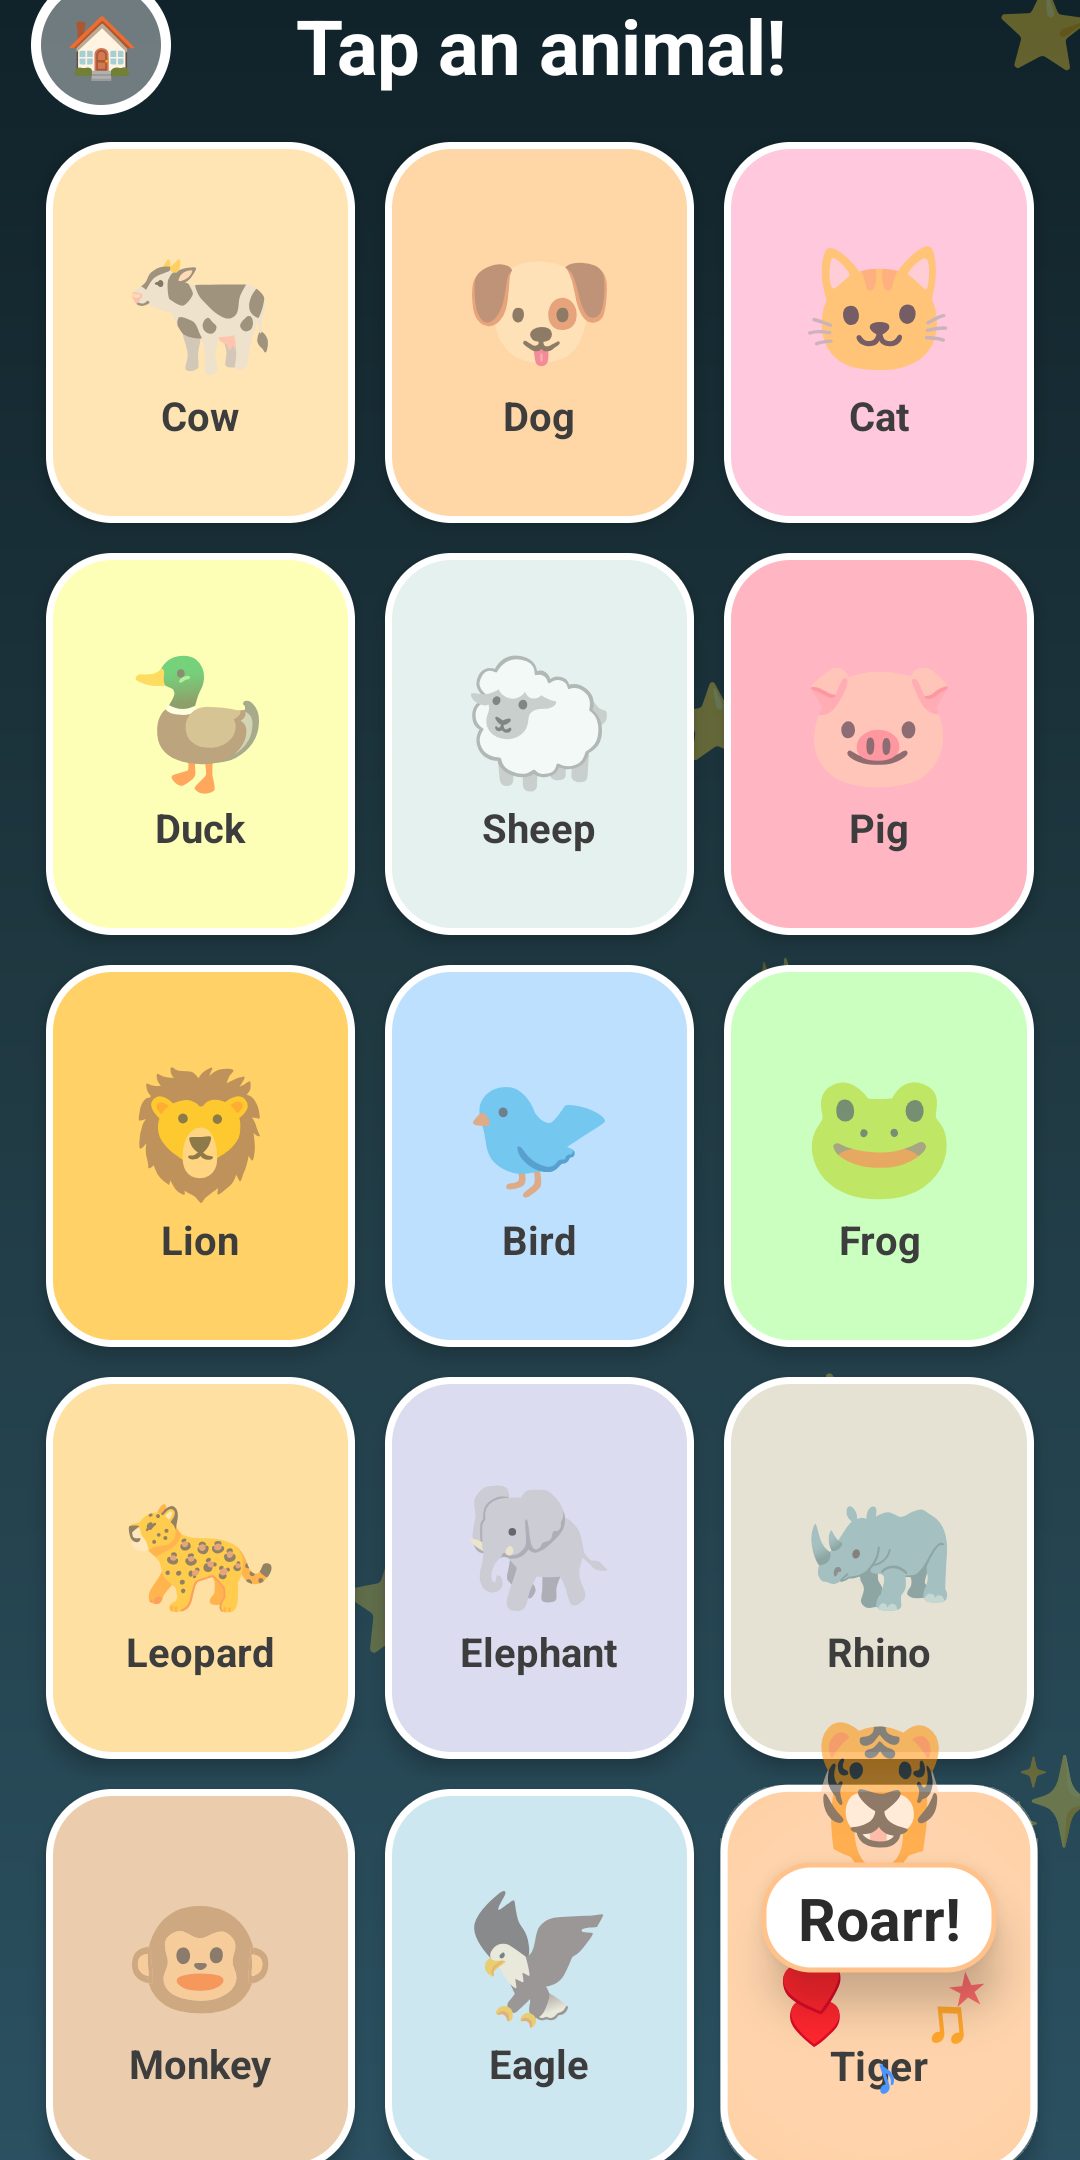 Tap an animal!
Cow
Dog
Cat
Duck
Sheep
Pig
Lion
Bird
Frog
Leopard
Elephant
Rhino
Roarr!
Monkey
Eagle
Tiger